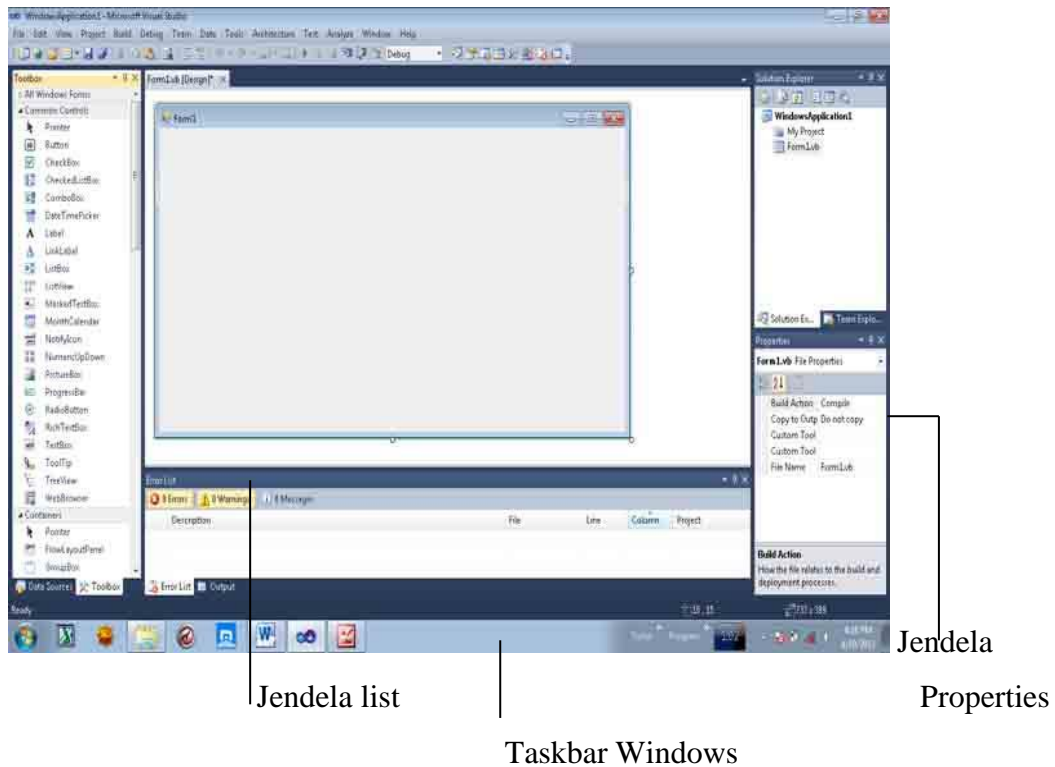 WindowsApplication1 - Microsoft Visual Studio
File Edit View Project Build Debug Team Data Tools Architecture Test Analyze Window Help
Debug
Toolbox
Form1.vb [Design]*
Solution Explorer
All Windows Forms
Common Controls
Pointer
Button
CheckBox
CheckedListBox
ComboBox
DateTimePicker
Label
LinkLabel
ListBox
ListView
MaskedTextBox
MonthCalendar
NotifyIcon
NumericUpDown
PictureBox
ProgressBar
RadioButton
RichTextBox
TextBox
ToolTip
TreeView
WebBrowser
Containers
Pointer
FlowLayoutPanel
GroupBox
Data Sources Toolbox
Form1
WindowsApplication1
My Project
Form1.vb
Solution Ex... Team Explo...
Properties
Form1.vb File Properties
Build Action Compile
Copy to Outp Do not copy
Custom Tool
Custom Tool
File Name Form1.vb
Build Action
How the file relates to the build and
deployment processes.
Error List
0 Errors 0 Warnings 0 Messages
Description File Line Column Project
Error List Output
Ready
Jendela
Properties
Jendela list
Taskbar Windows